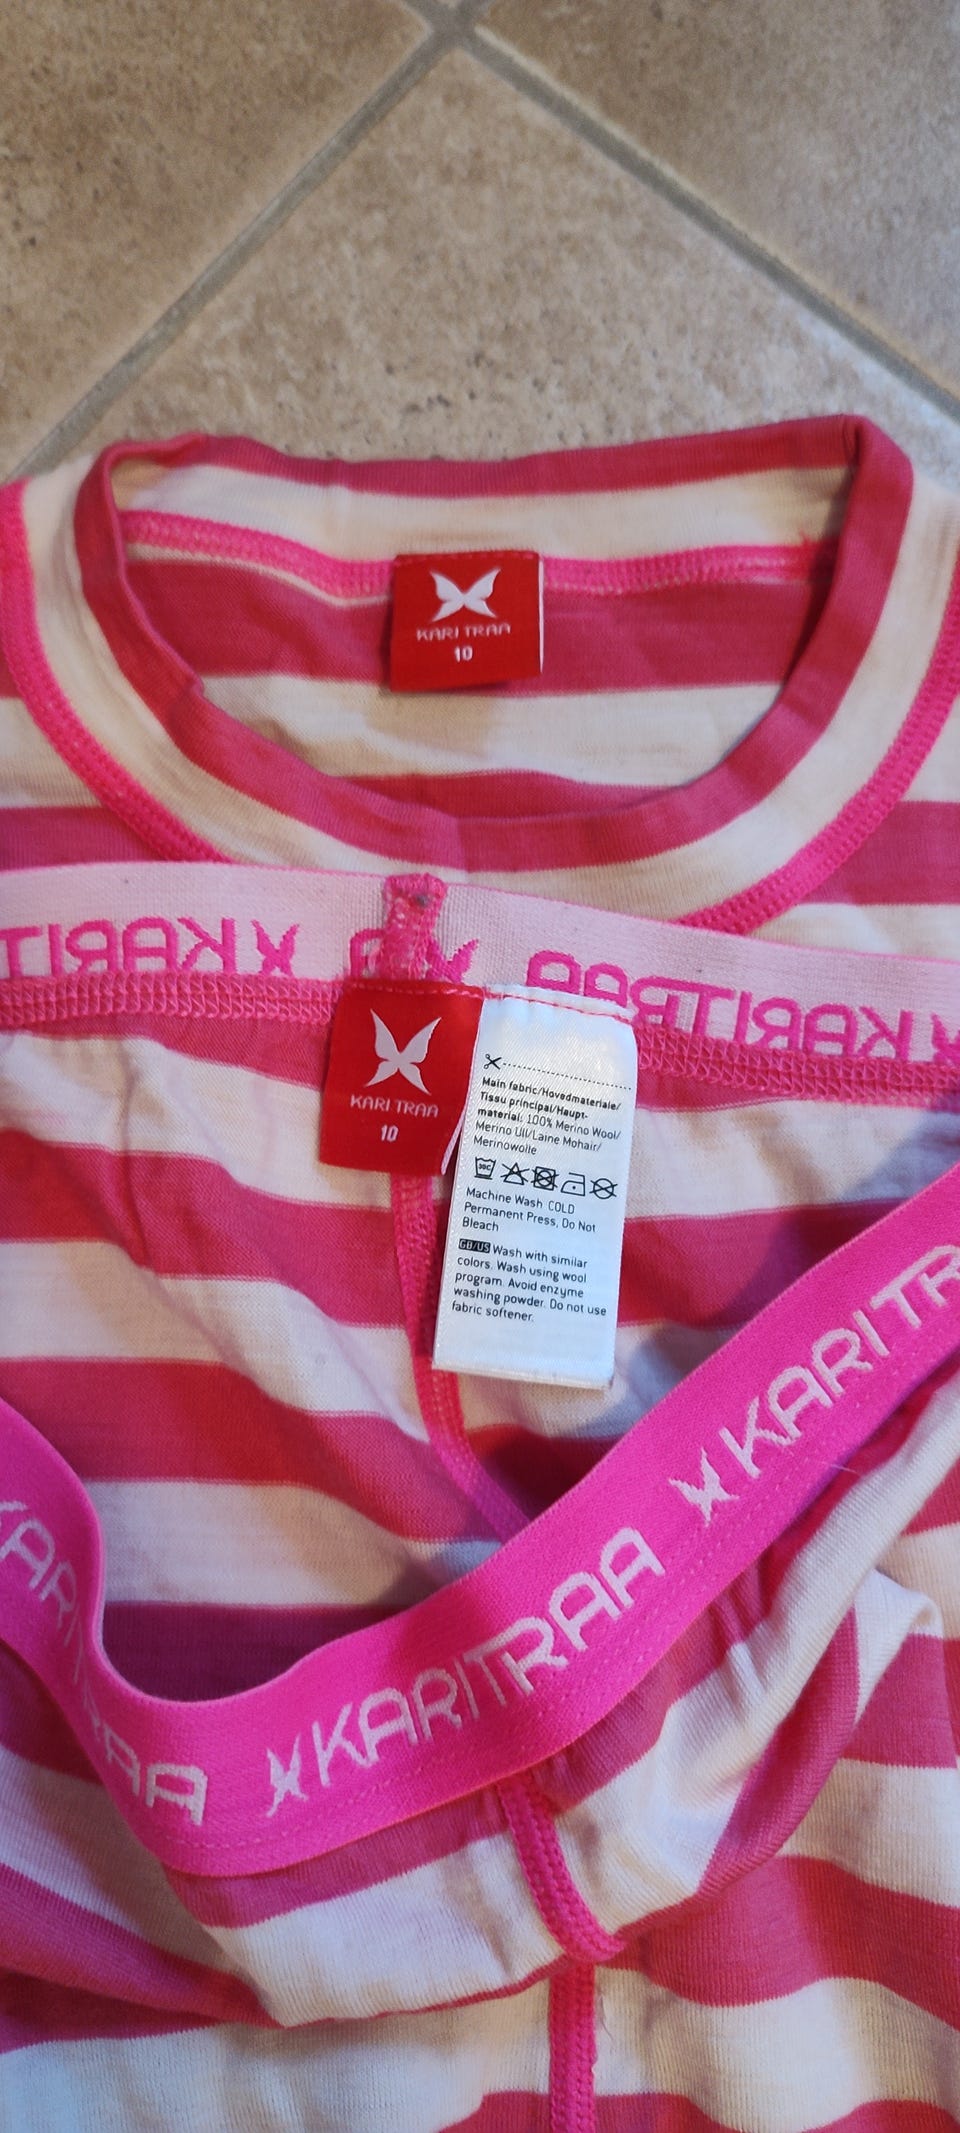 KARI TRAA
10
KARITRAA
KARITRAA
KARI TRAA
10
Main fabric/Hovedmateriale/
Tissu principal/Haupt-
material: 100% Merino Wool/
Merino Ull/Laine Mohair/
Merinowolle
30C
Machine Wash COLD
Permanent Press, Do Not
Bleach
GB/US Wash with similar
colors. Wash using wool
program. Avoid enzyme
washing powder. Do not use
fabric softener.
KARITR
KARITRAA
KARITRAA